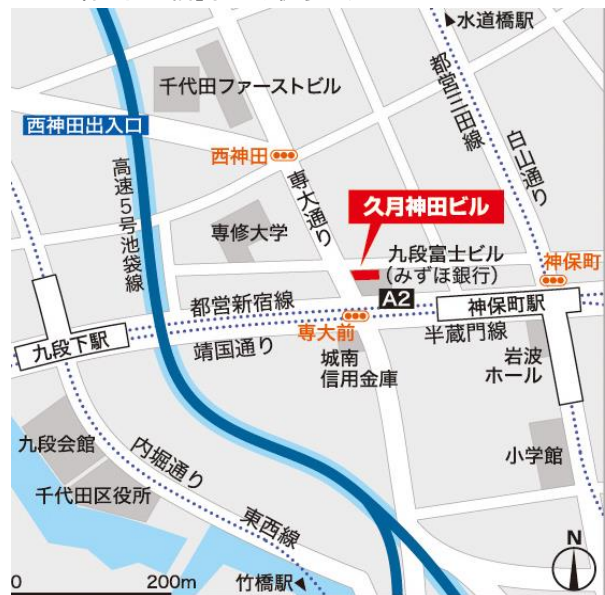 水道橋駅
千代田ファーストビル
都営三田線
白山通り
西神田出入口
西神田
高速5号池袋線
専大通り
久月神田ビル
専修大学
九段富士ビル
(みずほ銀行)
神保町
A2
都営新宿線
神保町駅
専大前
半蔵門線
九段下駅
靖国通り
城南
信用金庫
岩波
ホール
九段会館
内堀通り
小学館
千代田区役所
東西線
N
0
200m
竹橋駅